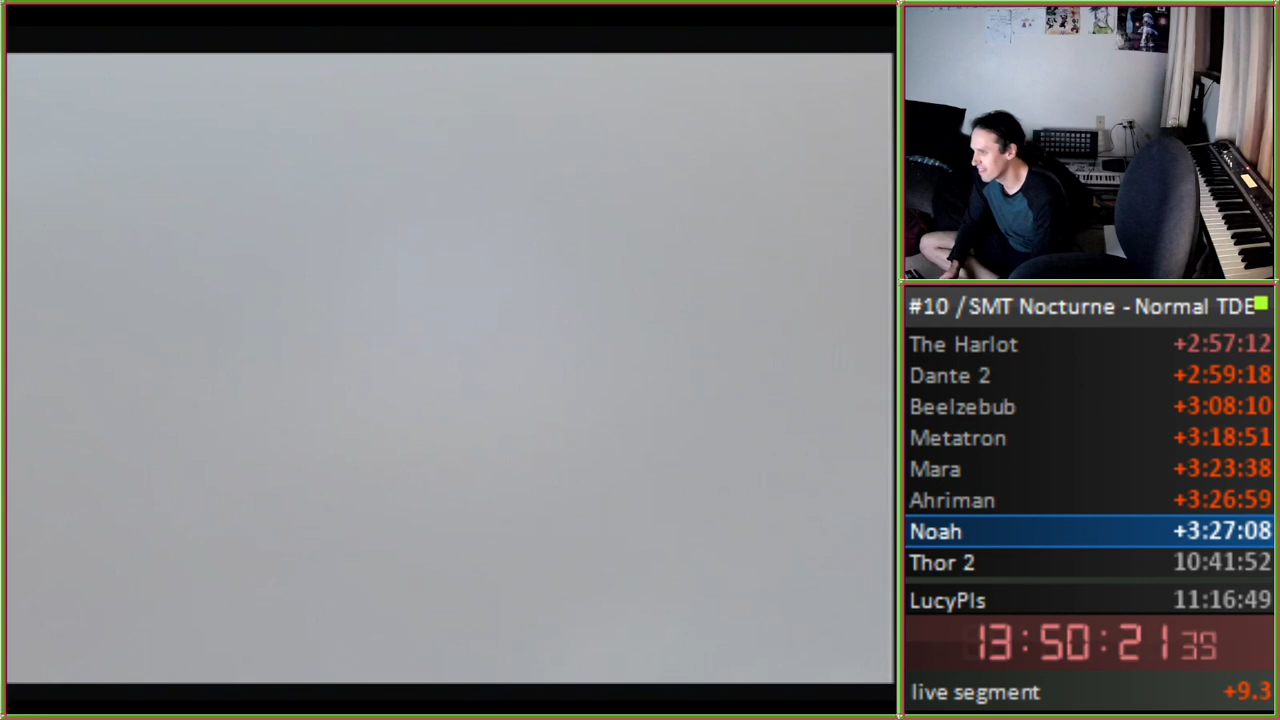 #10 / SMT Nocturne - Normal TDE
The Harlot +2:57:12
Dante 2 +2:59:18
Beelzebub +3:08:10
Metatron +3:18:51
Mara +3:23:38
Ahriman +3:26:59
Noah +3:27:08
Thor 2 10:41:52
LucyPls 11:16:49
13:50:21 39
live segment +9.3